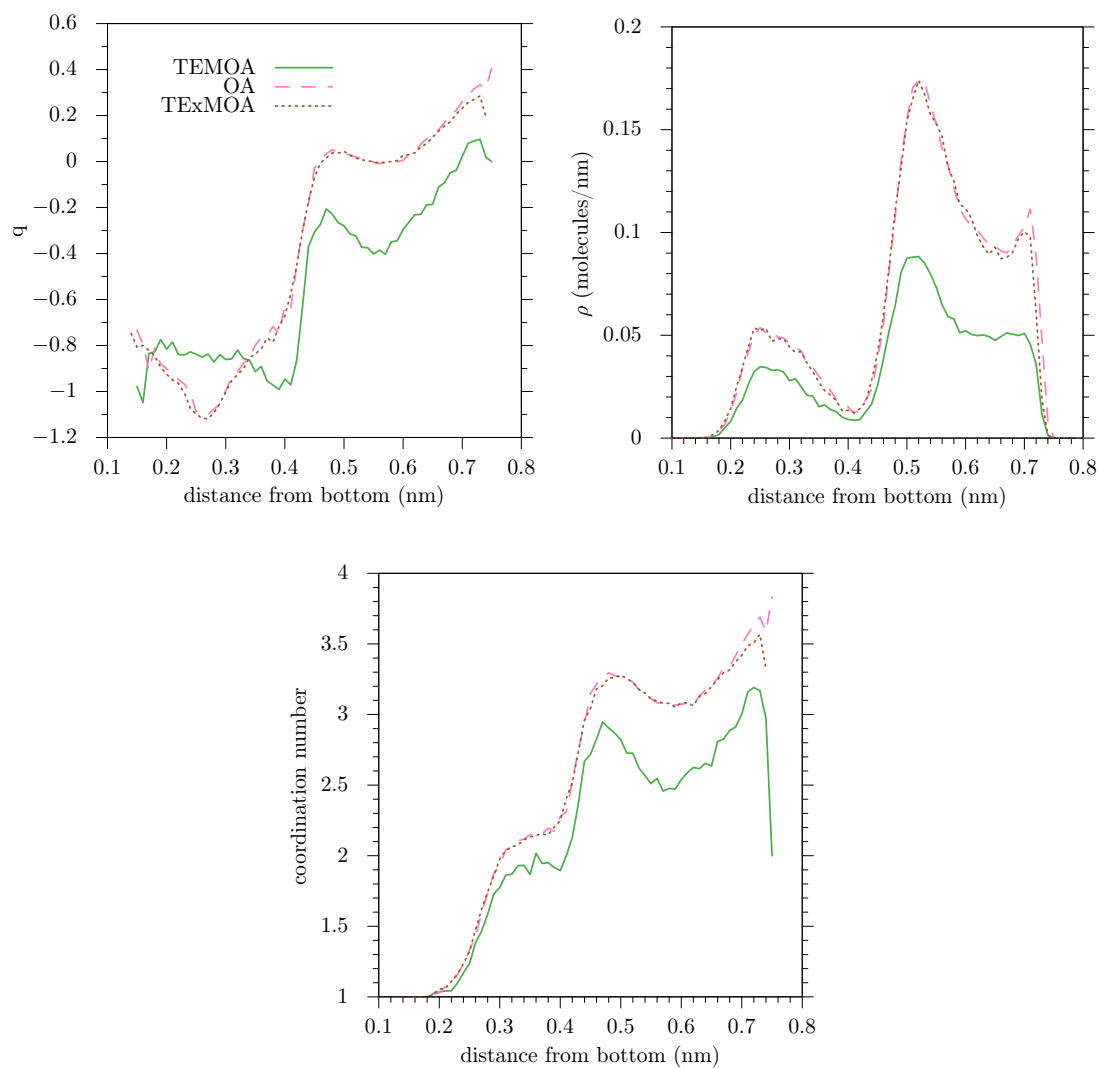 0.6
0.4
0.2
0
−0.2
−0.4
−0.6
−0.8
−1
−1.2
q
TEMOA
OA
TExMOA
0.1 0.2 0.3 0.4 0.5 0.6 0.7 0.8
distance from bottom (nm)
0.2
0.15
0.1
0.05
0
ρ (molecules/nm)
0.1 0.2 0.3 0.4 0.5 0.6 0.7 0.8
distance from bottom (nm)
4
3.5
3
2.5
2
1.5
1
coordination number
0.1 0.2 0.3 0.4 0.5 0.6 0.7 0.8
distance from bottom (nm)